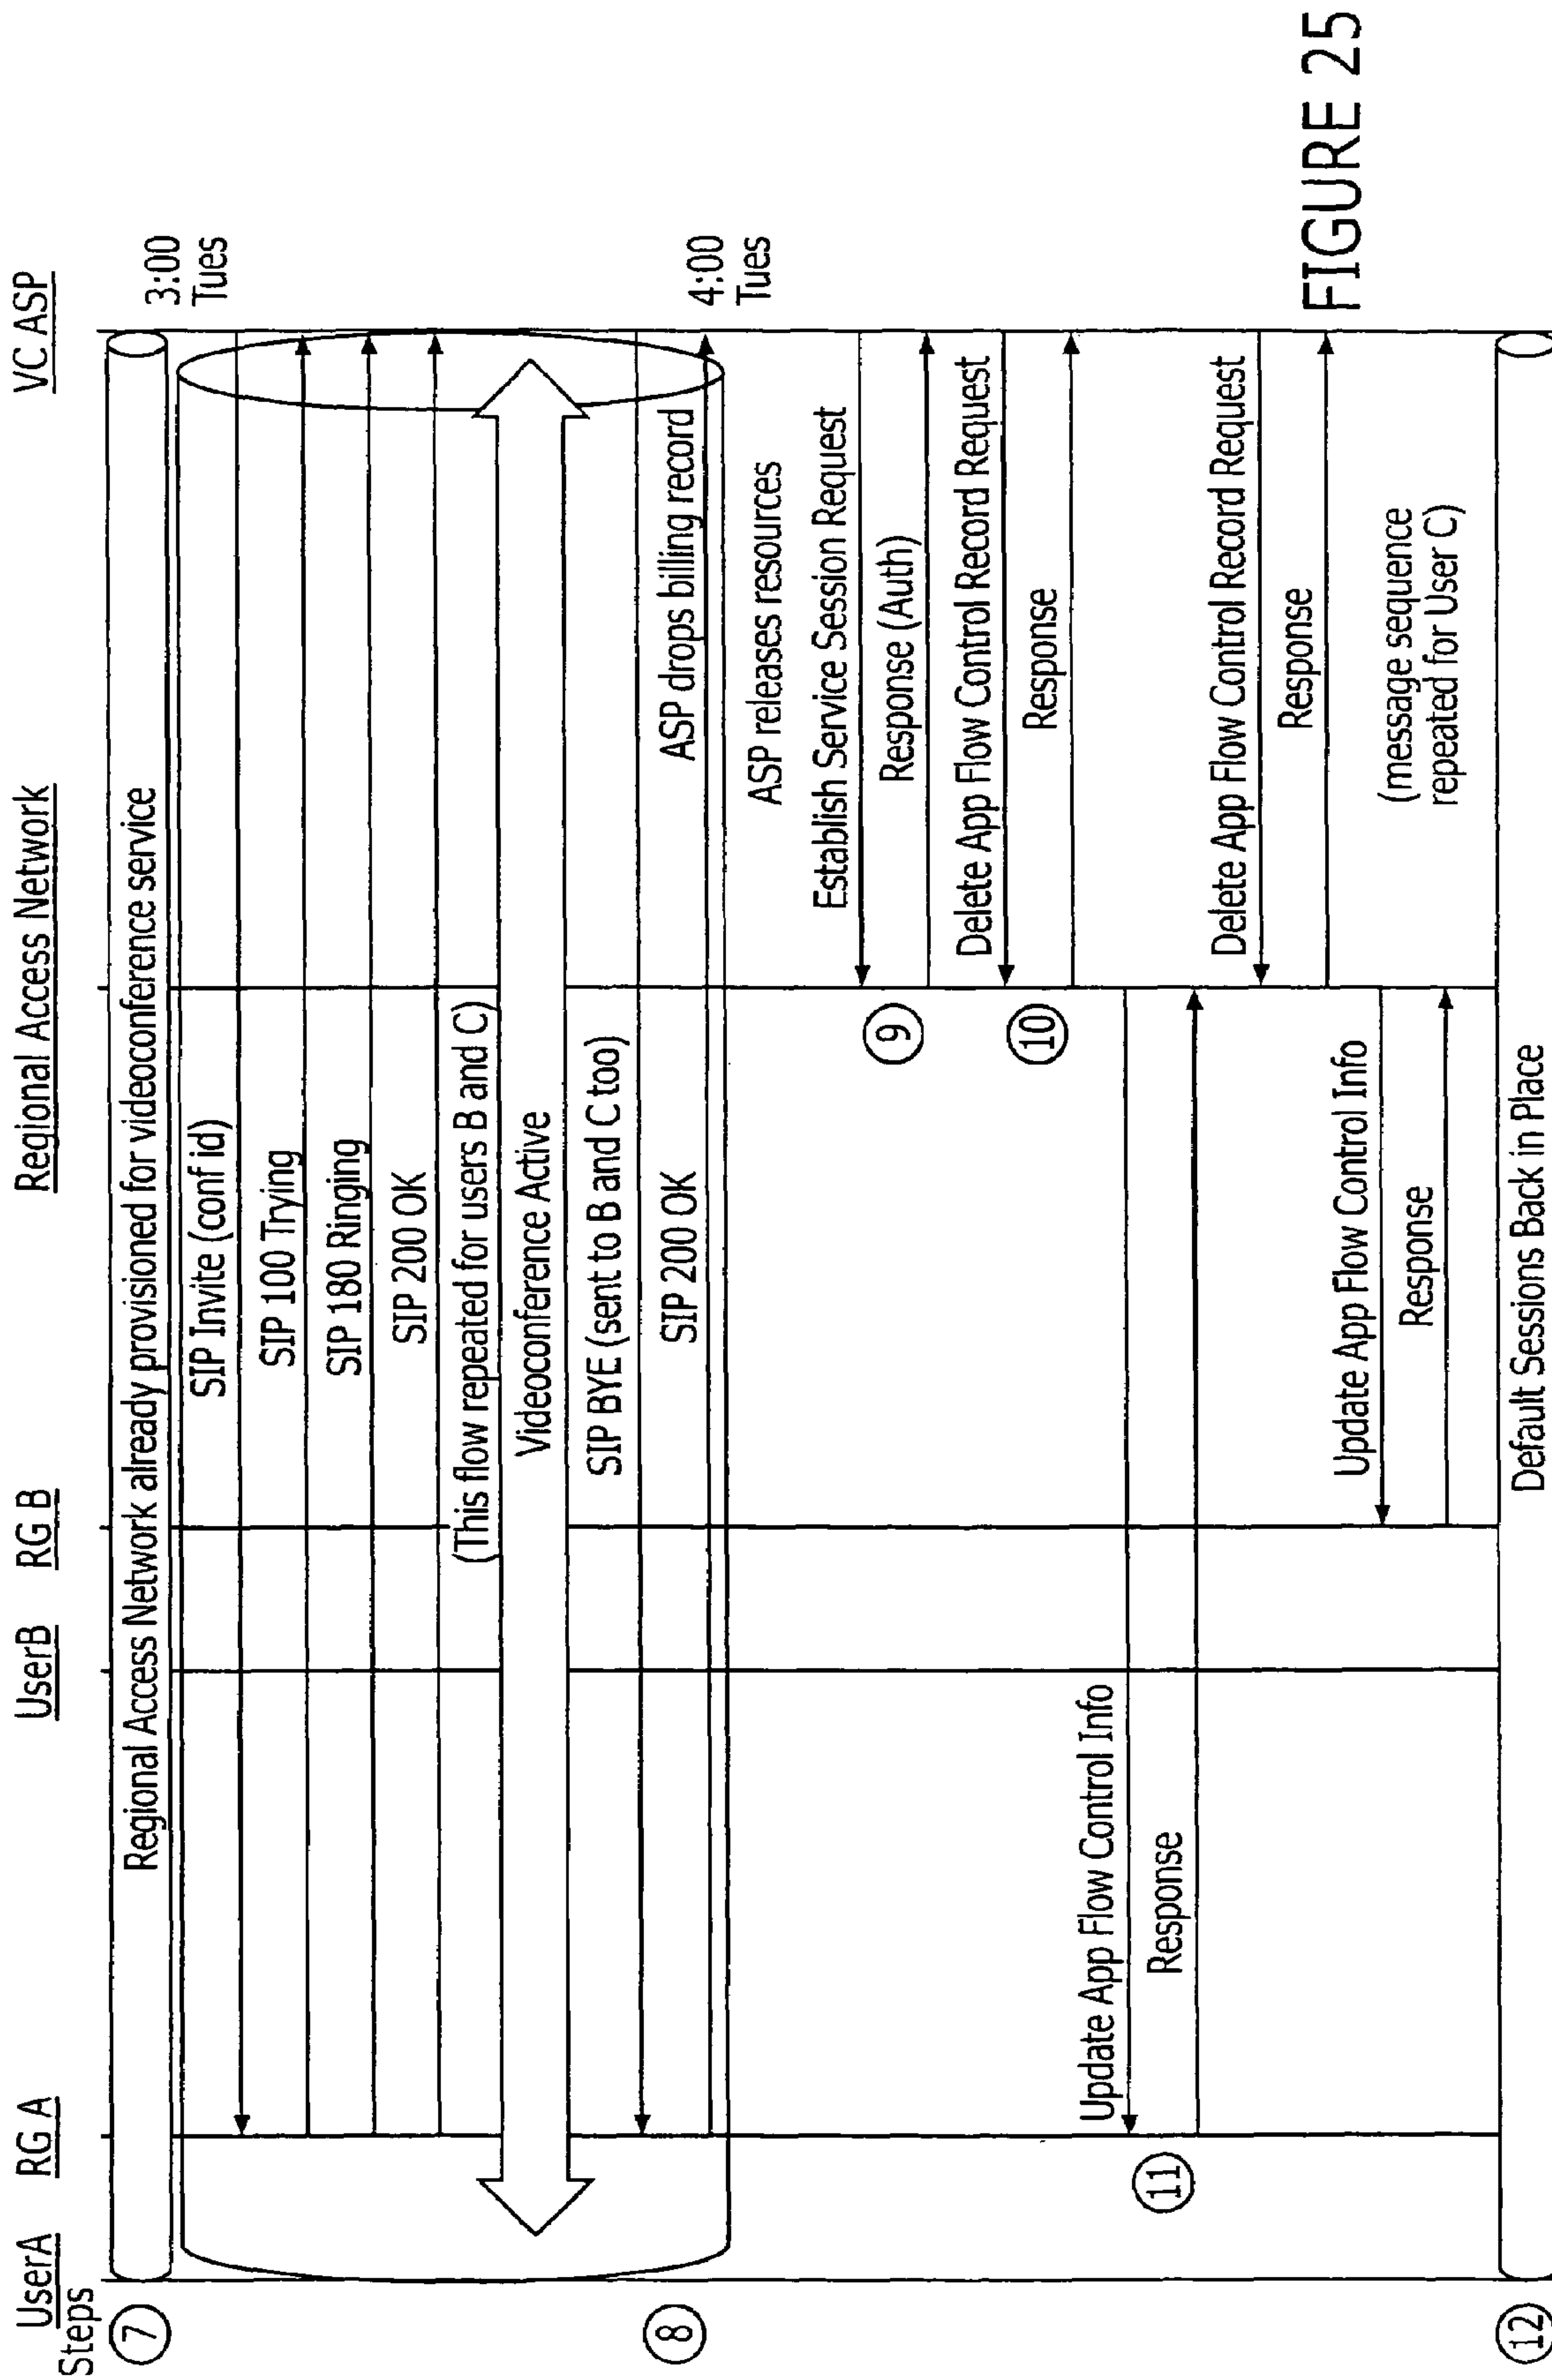 UserA
RG A
UserB
RG B
Regional Access Network
VC ASP
Steps
7
Regional Access Network already provisioned for videoconference service
3:00
Tues
SIP Invite (conf id)
SIP 100 Trying
SIP 180 Ringing
SIP 200 OK
(This flow repeated for users B and C)
Videoconference Active
SIP BYE (sent to B and C too)
8
SIP 200 OK
ASP drops billing record
4:00
Tues
ASP releases resources
Establish Service Session Request
9
Response (Auth)
Delete App Flow Control Record Request
10
Response
Update App Flow Control Info
11
Response
Delete App Flow Control Record Request
Response
Update App Flow Control Info
Response
(message sequence
repeated for User C)
12
Default Sessions Back in Place
FIGURE 25